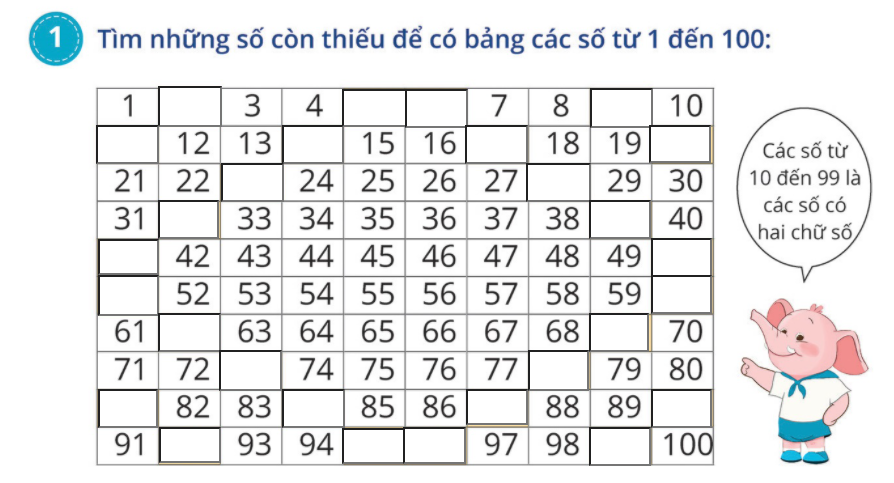 1 Tìm những số còn thiếu để có bảng các số từ 1 đến 100:
1 3 4 7 8 10
12 13 15 16 18 19
21 22 24 25 26 27 29 30
31 33 34 35 36 37 38 40
42 43 44 45 46 47 48 49
52 53 54 55 56 57 58 59
61 63 64 65 66 67 68 70
71 72 74 75 76 77 79 80
82 83 85 86 88 89
91 93 94 97 98 100
Các số từ
10 đến 99 là
các số có
hai chữ số